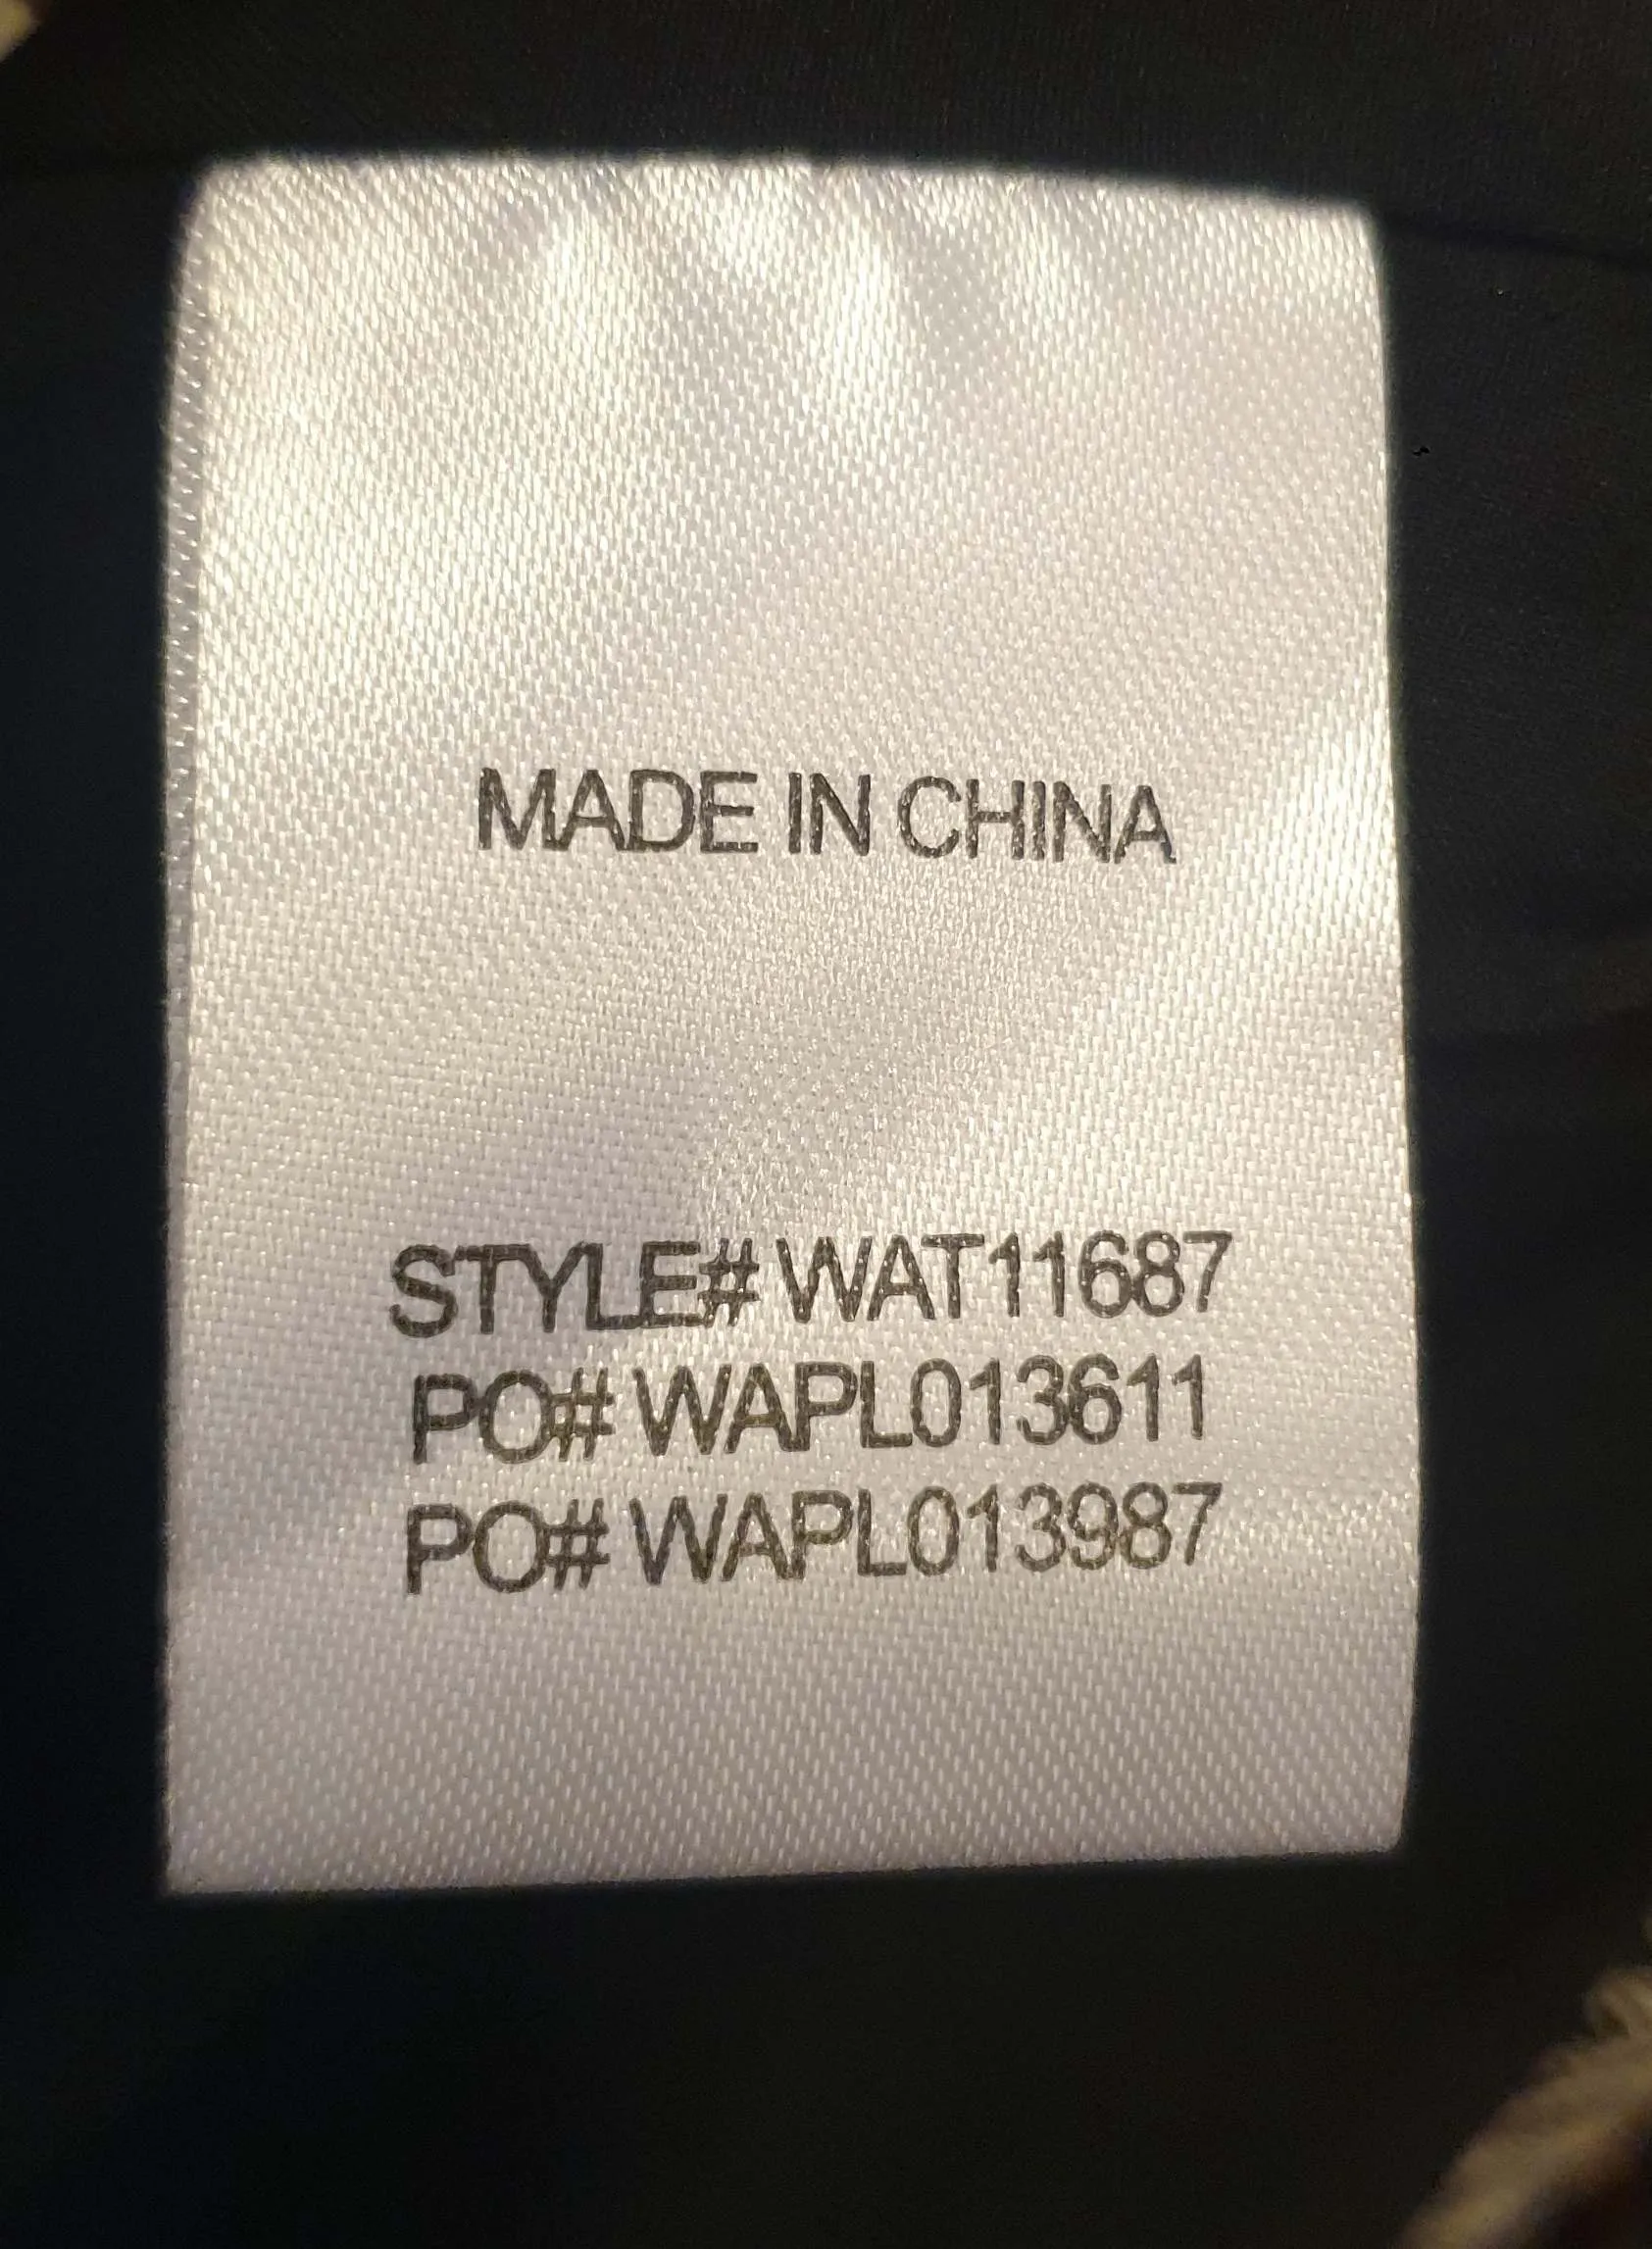 MADE IN CHINA
STYLE# WAT11687
PO# WAPL013611
PO# WAPL013987